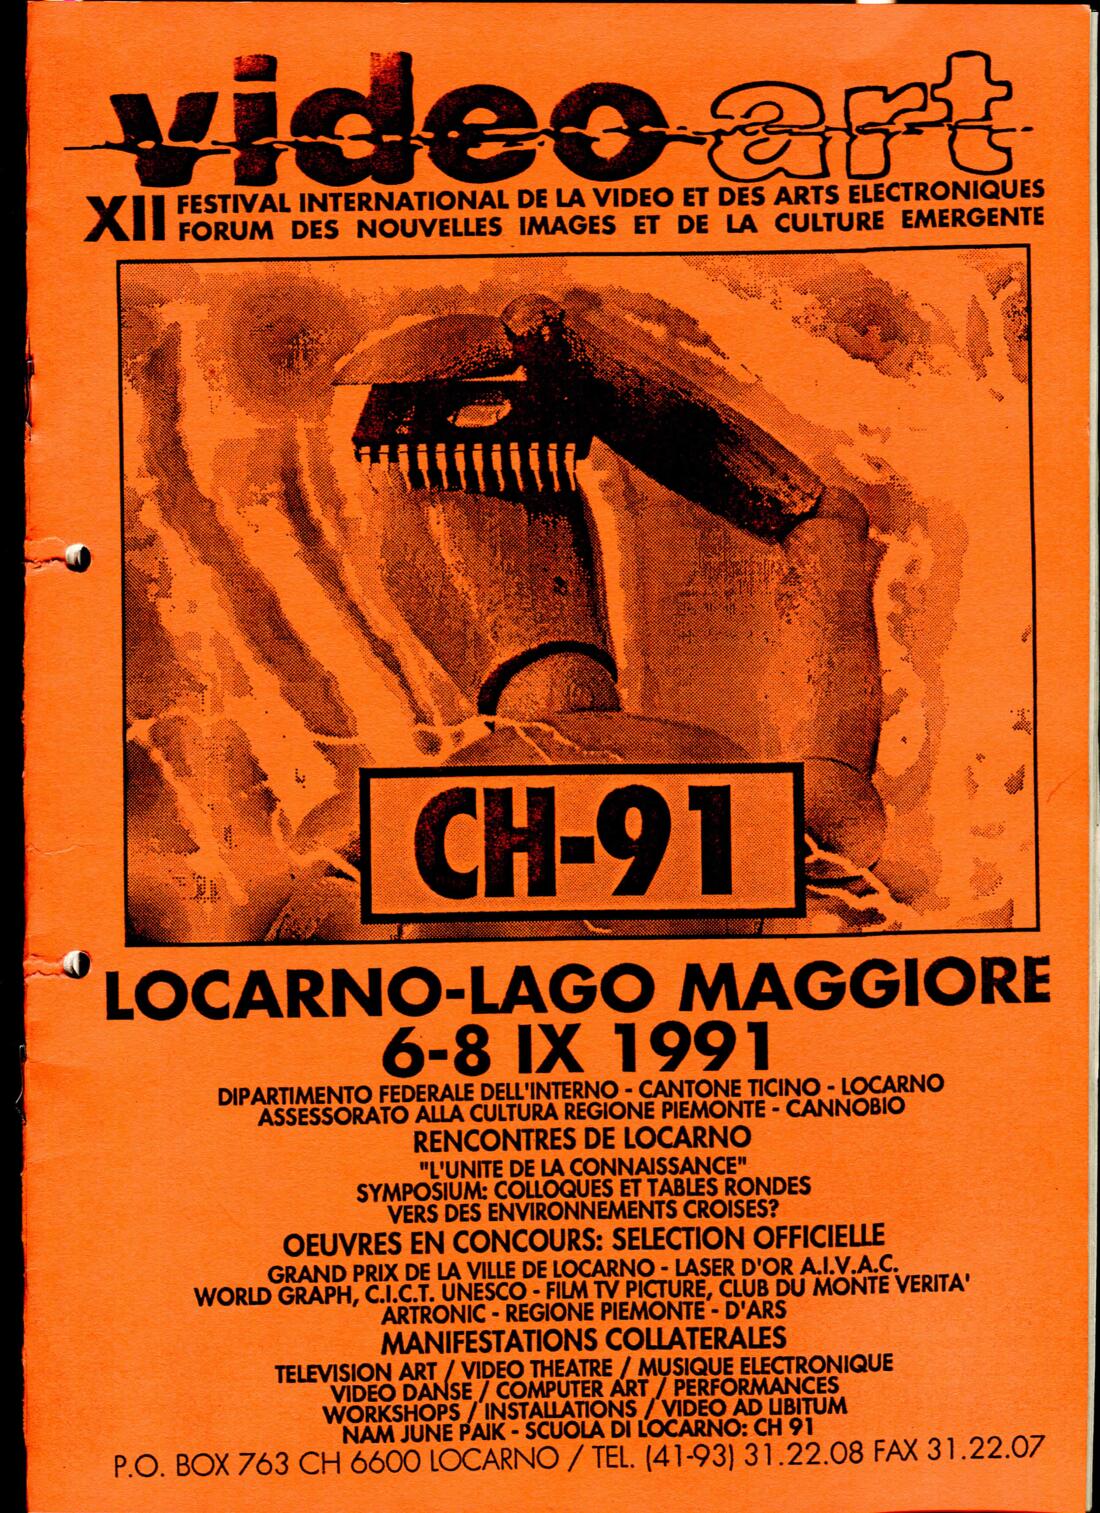 video art
XII FESTIVAL INTERNATIONAL DE LA VIDEO ET DES ARTS ELECTRONIQUES
FORUM DES NOUVELLES IMAGES ET DE LA CULTURE EMERGENTE
CH-91
LOCARNO-LAGO MAGGIORE
6-8 IX 1991
DIPARTIMENTO FEDERALE DELL'INTERNO - CANTONE TICINO - LOCARNO
ASSESSORATO ALLA CULTURA REGIONE PIEMONTE - CANNOBIO
RENCONTRES DE LOCARNO
"L'UNITE DE LA CONNAISSANCE"
SYMPOSIUM: COLLOQUES ET TABLES RONDES
VERS DES ENVIRONNEMENTS CROISES?
OEUVRES EN CONCOURS: SELECTION OFFICIELLE
GRAND PRIX DE LA VILLE DE LOCARNO - LASER D'OR A.I.V.A.C.
WORLD GRAPH, C.I.C.T. UNESCO - FILM TV PICTURE, CLUB DU MONTE VERITA'
ARTRONIC - REGIONE PIEMONTE - D'ARS
MANIFESTATIONS COLLATERALES
TELEVISION ART / VIDEO THEATRE / MUSIQUE ELECTRONIQUE
VIDEO DANSE / COMPUTER ART / PERFORMANCES
WORKSHOPS / INSTALLATIONS / VIDEO AD LIBITUM
NAM JUNE PAIK - SCUOLA DI LOCARNO: CH 91
P.O. BOX 763 CH 6600 LOCARNO / TEL. (41-93) 31.22.08 FAX 31.22.07